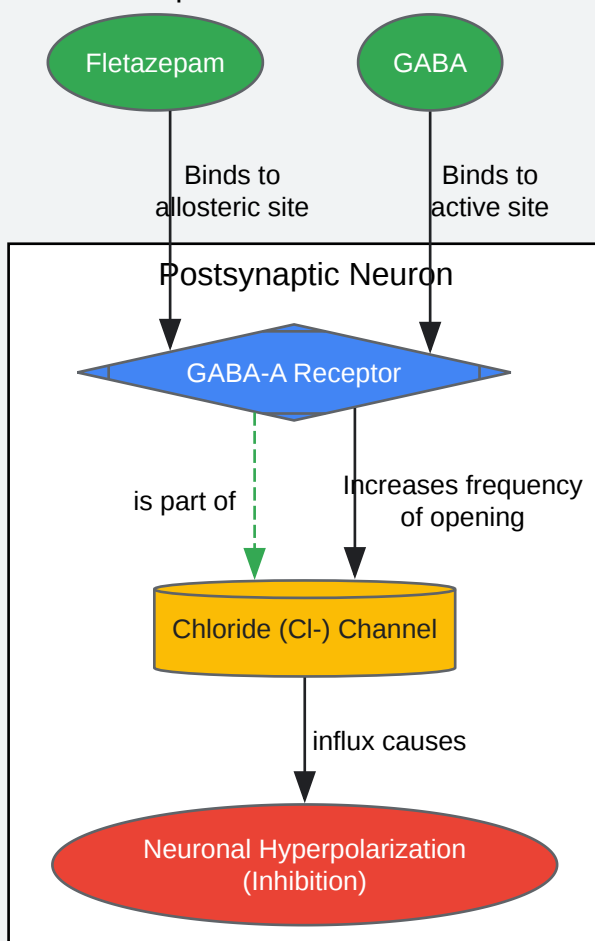 Fletazepam
GABA
Binds to
allosteric site
Binds to
active site
Postsynaptic Neuron
GABA-A Receptor
is part of
Increases frequency
of opening
Chloride (Cl-) Channel
influx causes
Neuronal Hyperpolarization
(Inhibition)